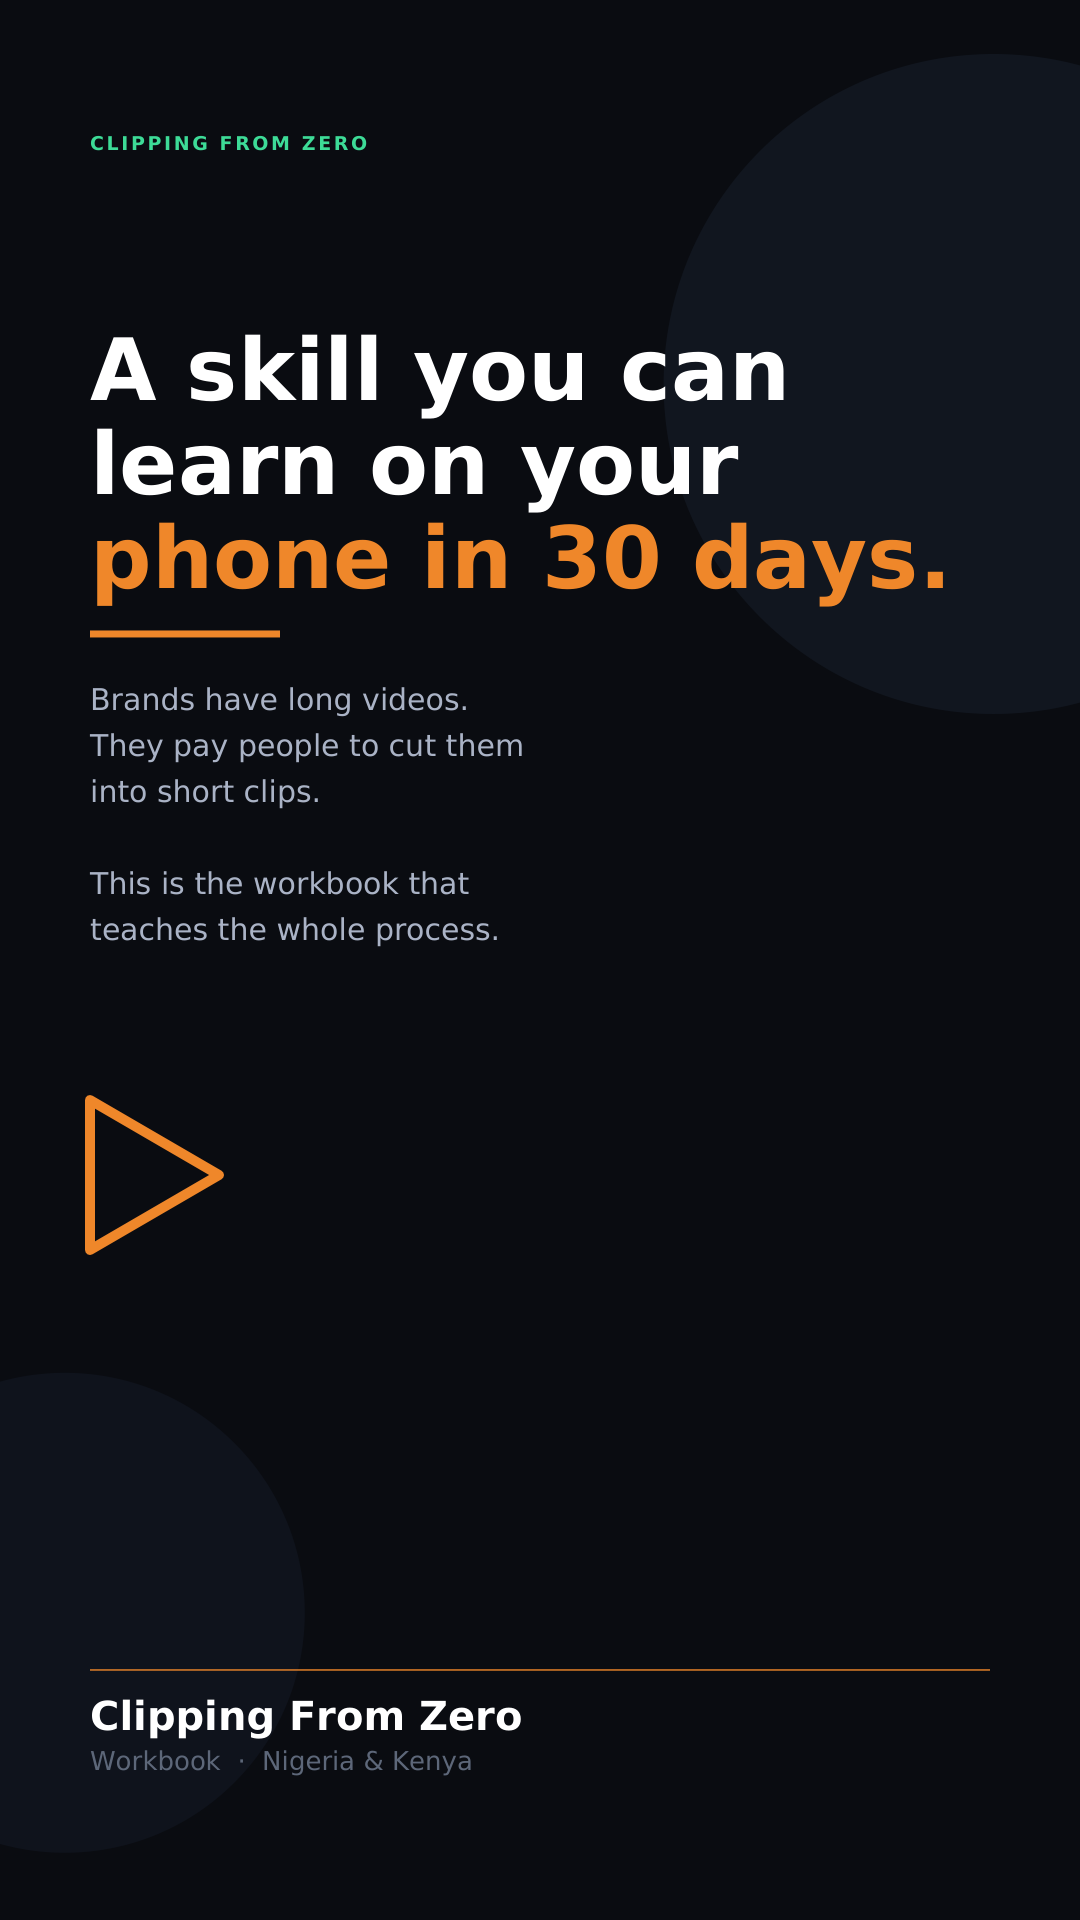 CLIPPING FROM ZERO
A skill you can
learn on your
phone in 30 days.
Brands have long videos.
They pay people to cut them
into short clips.
This is the workbook that
teaches the whole process.
Clipping From Zero
Workbook · Nigeria & Kenya